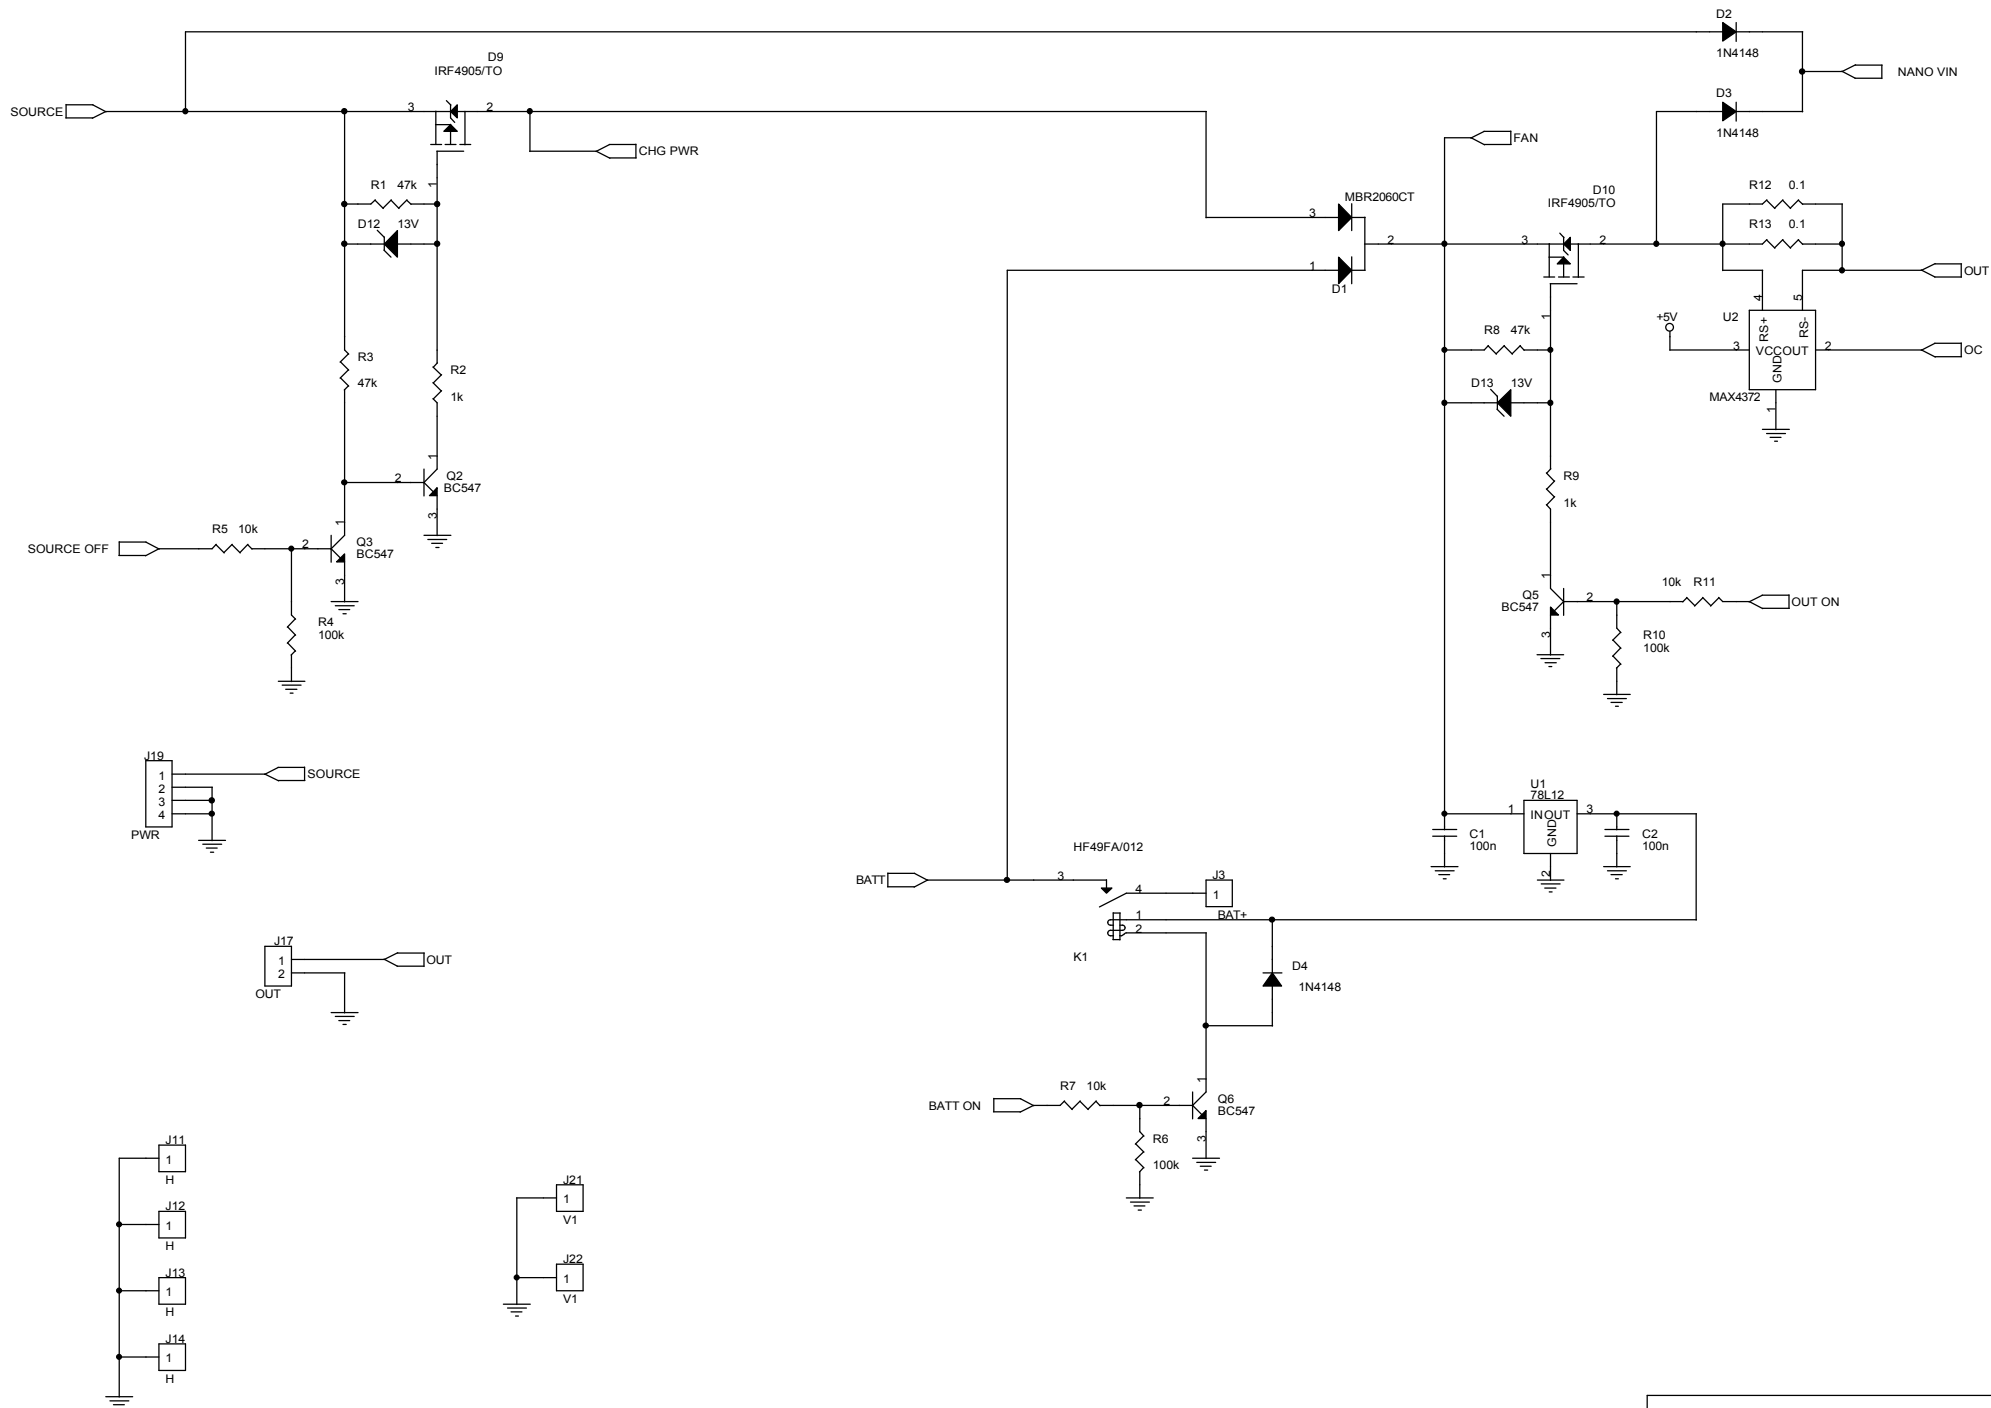 D2
1N4148
NANO VIN
D9
IRF4905/TO
SOURCE
3
2
CHG PWR
D3
1N4148
FAN
R1 47k
1
D12 13V
MBR2060CT
3
2
1
D1
D10
IRF4905/TO
3
2
1
R12 0.1
R13 0.1
OUT
4
5
U2
RS+
RS-
+5V
3
VCC
OUT
GND
2
OC
MAX4372
1
R8 47k
D13 13V
R3
47k
R2
1k
1
2
Q2
BC547
3
R9
1k
SOURCE OFF
R5 10k
2
1
Q3
BC547
3
R4
100k
1
Q5
BC547
2
3
10k R11
OUT ON
R10
100k
J19
1
2
3
4
PWR
SOURCE
U1
78L12
1
IN
OUT
GND
3
2
C1
100n
C2
100n
HF49FA/012
BATT
3
4
J3
1
BAT+
1
2
K1
J17
1
2
OUT
OUT
D4
1N4148
BATT ON
R7 10k
2
1
Q6
BC547
3
R6
100k
J11
1
H
J12
1
H
J13
1
H
J14
1
H
J21
1
V1
J22
1
V1